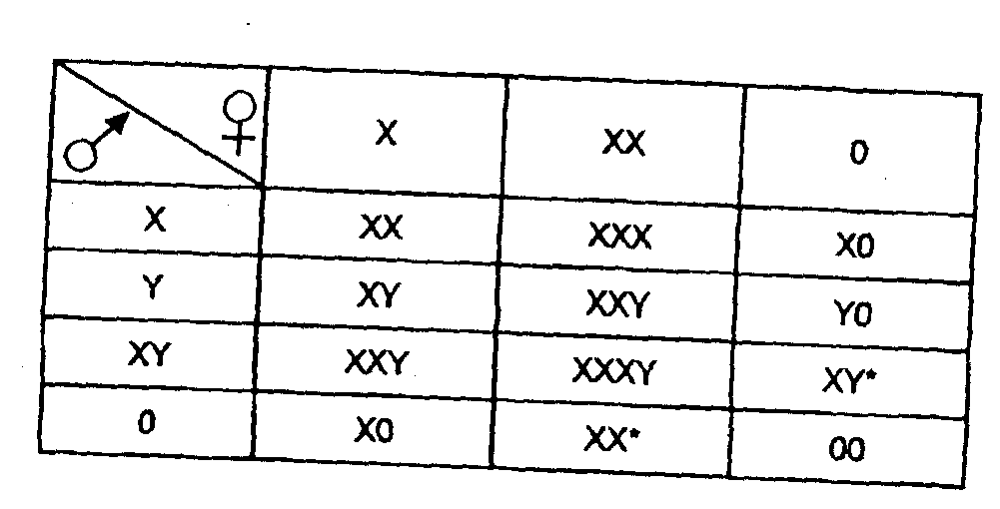 ♂ ♀ X XX 0
X XX XXX X0
Y XY XXY Y0
XY XXY XXXY XY*
0 X0 XX* 00